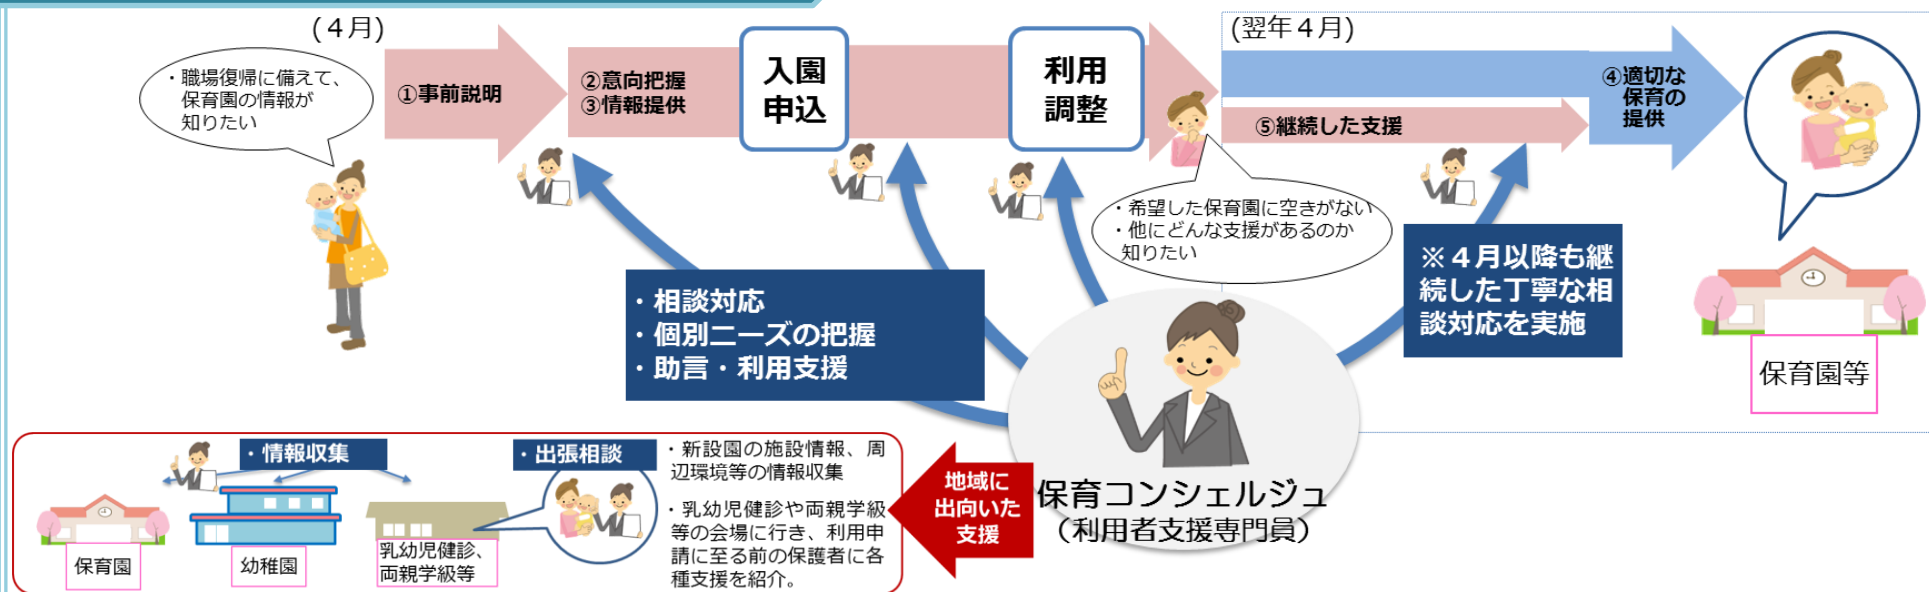 (４月)
・職場復帰に備えて、
保育園の情報が
知りたい
①事前説明
②意向把握
③情報提供
入園
申込
利用
調整
(翌年４月)
④適切な
保育の
提供
⑤継続した支援
・希望した保育園に空きがない
・他にどんな支援があるのか
知りたい
※４月以降も継
続した丁寧な相
談対応を実施
保育園等
・相談対応
・個別ニーズの把握
・助言・利用支援
保育コンシェルジュ
（利用者支援専門員）
地域に
出向いた
支援
・情報収集
・出張相談
・新設園の施設情報、周
辺環境等の情報収集
・乳幼児健診や両親学級
等の会場に行き、利用申
請に至る前の保護者に各
種支援を紹介。
保育園
幼稚園
乳幼児健診、
両親学級等